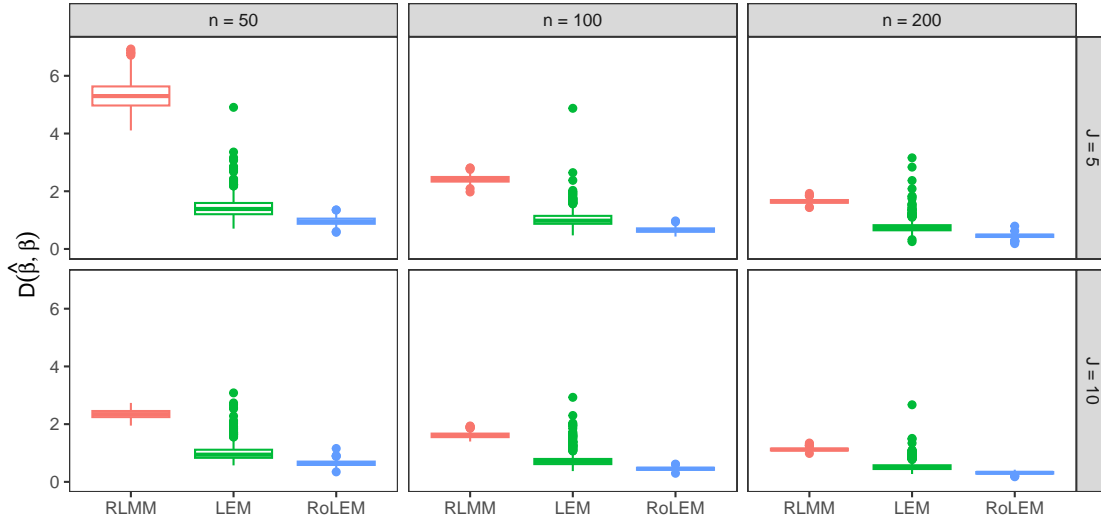 n = 50
n = 100
n = 200
6
4
2
0
J = 5
6
4
2
0
J = 10
D(β̂, β)
RLMM LEM RoLEM
RLMM LEM RoLEM
RLMM LEM RoLEM